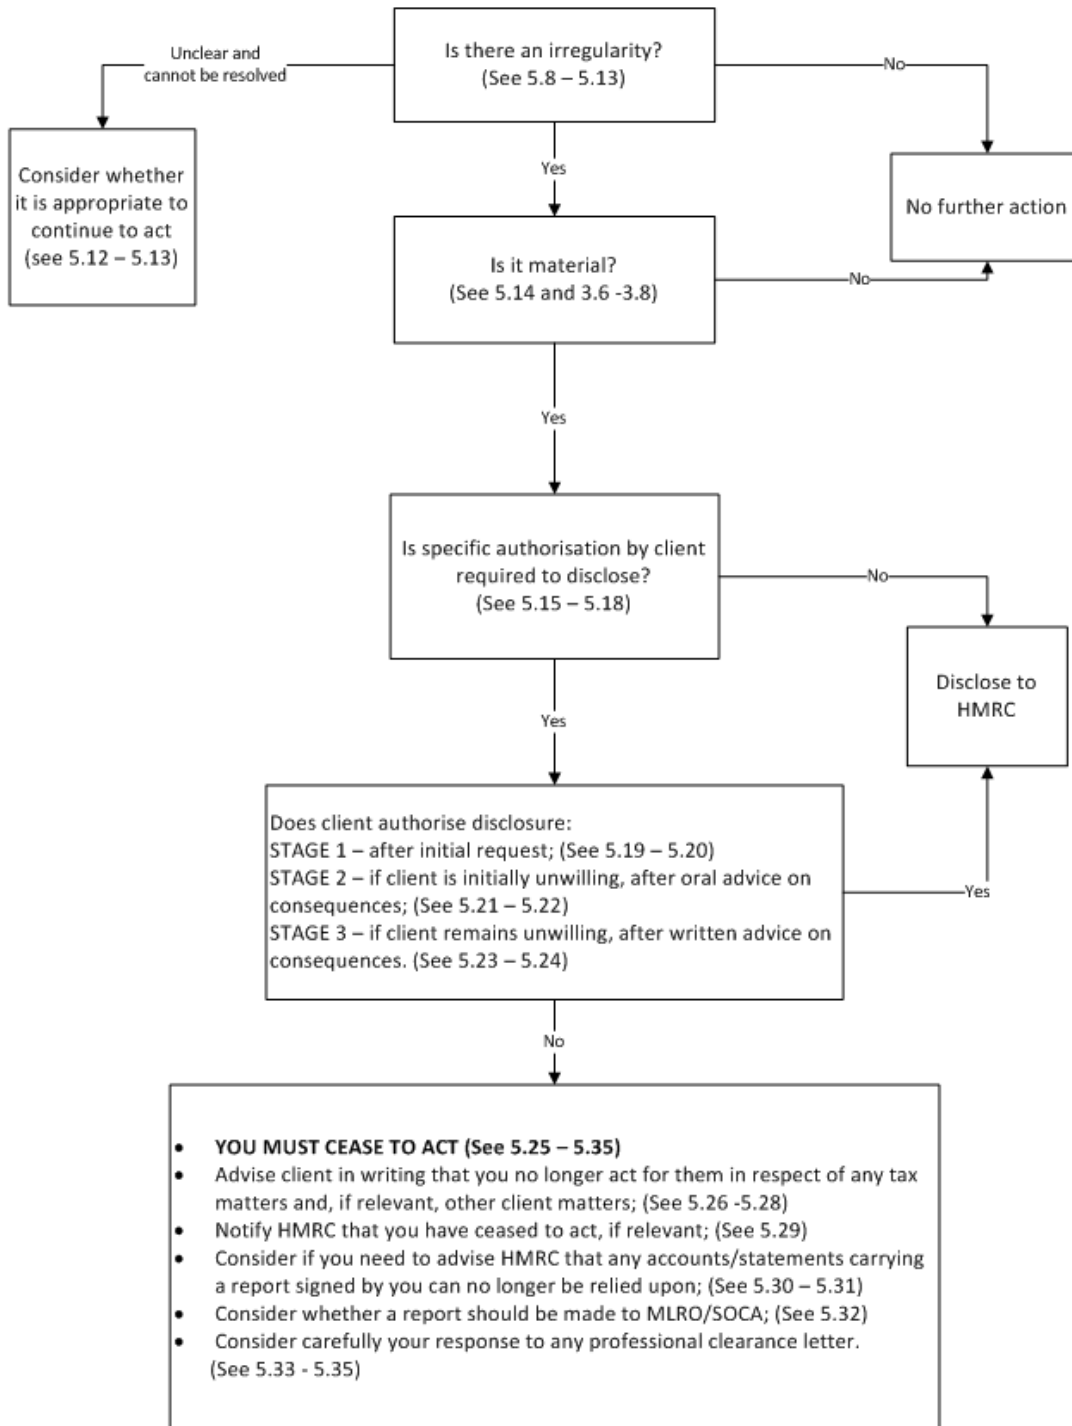 Is there an irregularity?
(See 5.8 – 5.13)
Unclear and
cannot be resolved
No
Consider whether
it is appropriate to
continue to act
(see 5.12 – 5.13)
Yes
No further action
Is it material?
(See 5.14 and 3.6 -3.8)
No
Yes
Is specific authorisation by client
required to disclose?
(See 5.15 – 5.18)
No
Disclose to
HMRC
Yes
Does client authorise disclosure:
STAGE 1 – after initial request; (See 5.19 – 5.20)
STAGE 2 – if client is initially unwilling, after oral advice on
consequences; (See 5.21 – 5.22)
STAGE 3 – if client remains unwilling, after written advice on
consequences. (See 5.23 – 5.24)
Yes
No
• YOU MUST CEASE TO ACT (See 5.25 – 5.35)
• Advise client in writing that you no longer act for them in respect of any tax
matters and, if relevant, other client matters; (See 5.26 -5.28)
• Notify HMRC that you have ceased to act, if relevant; (See 5.29)
• Consider if you need to advise HMRC that any accounts/statements carrying
a report signed by you can no longer be relied upon; (See 5.30 – 5.31)
• Consider whether a report should be made to MLRO/SOCA; (See 5.32)
• Consider carefully your response to any professional clearance letter.
(See 5.33 - 5.35)